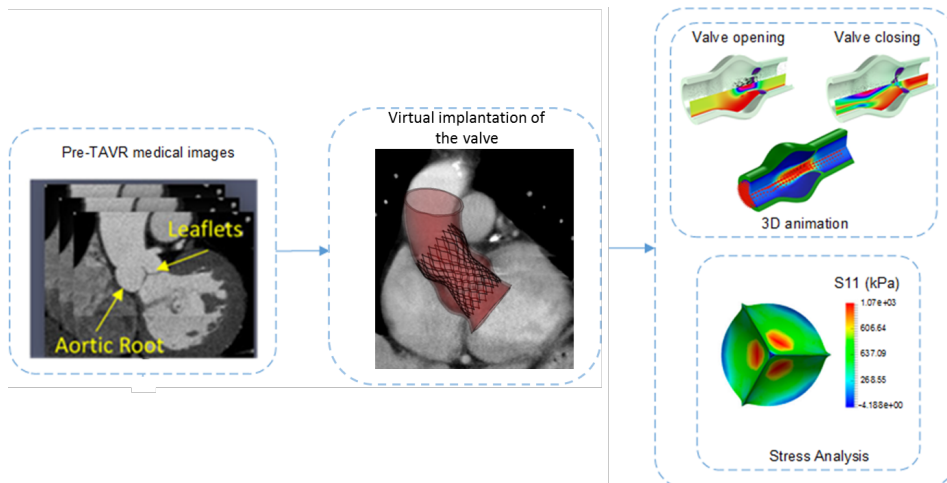 Pre-TAVR medical images
Leaflets
Aortic Root
Virtual implantation of
the valve
Valve opening
Valve closing
3D animation
S11 (kPa)
1.07e+03
606.64
637.09
268.55
-4.188e+00
Stress Analysis